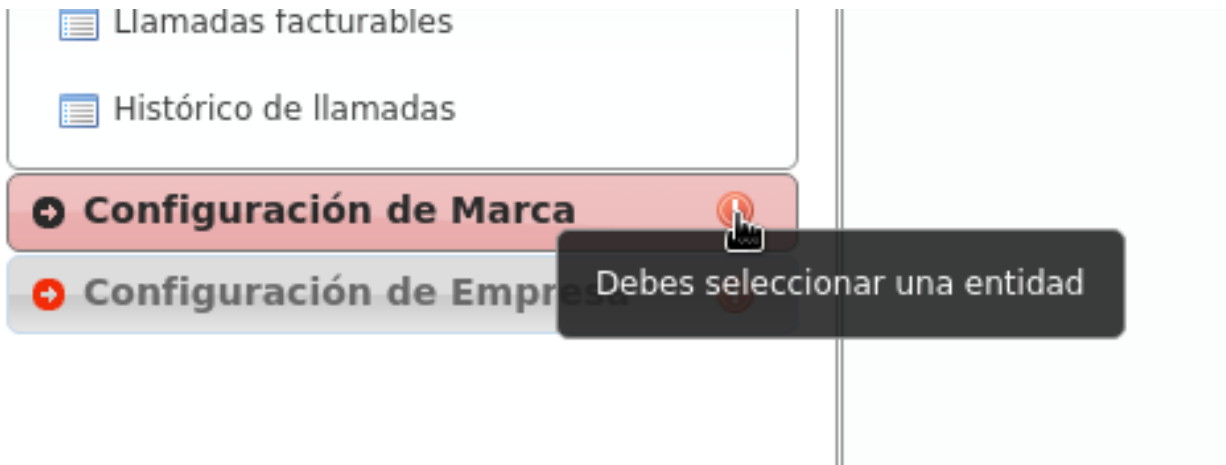 Llamadas facturables
Histórico de llamadas
Configuración de Marca
Configuración de Empresa
Debes seleccionar una entidad